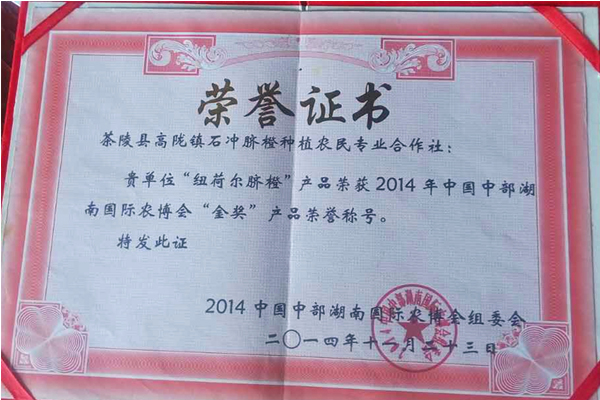 荣誉证书
茶陵县高陇镇石冲脐橙种植农民专业合作社：
贵单位“纽荷尔脐橙”产品荣获2014年中国中部湖
南国际农博会“金奖”产品荣誉称号。
特发此证
2014中国中部湖南国际农博会组委会
二〇一四年十一月二十三日